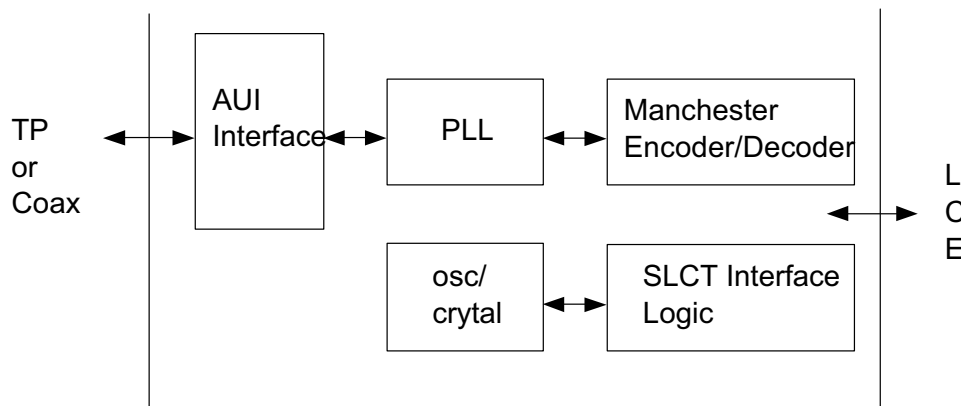 TP
or
Coax
AUI
Interface
PLL
Manchester
Encoder/Decoder
osc/
crytal
SLCT Interface
Logic
L
C
E